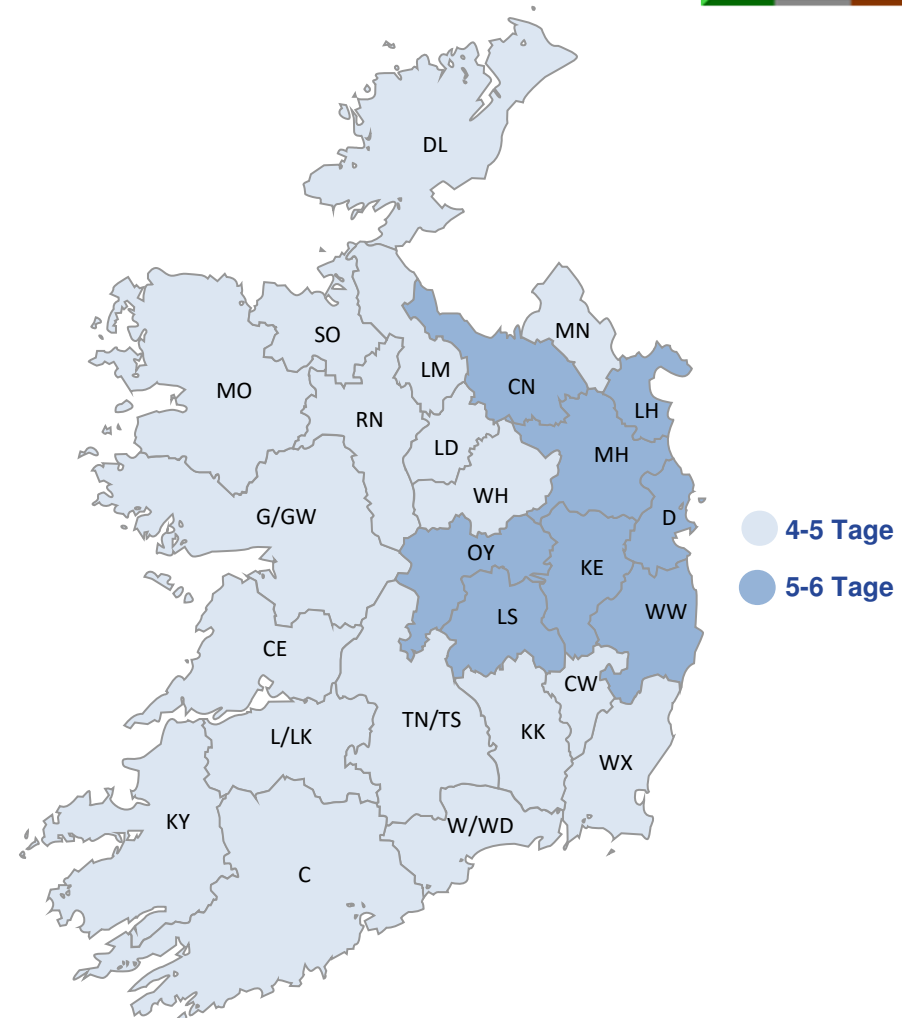 DL
MN
SO
LM
CN
MO
LH
RN
LD
MH
WH
G/GW
D
4-5 Tage
OY
KE
5-6 Tage
LS
WW
CE
CW
TN/TS
KK
L/LK
WX
KY
W/WD
C